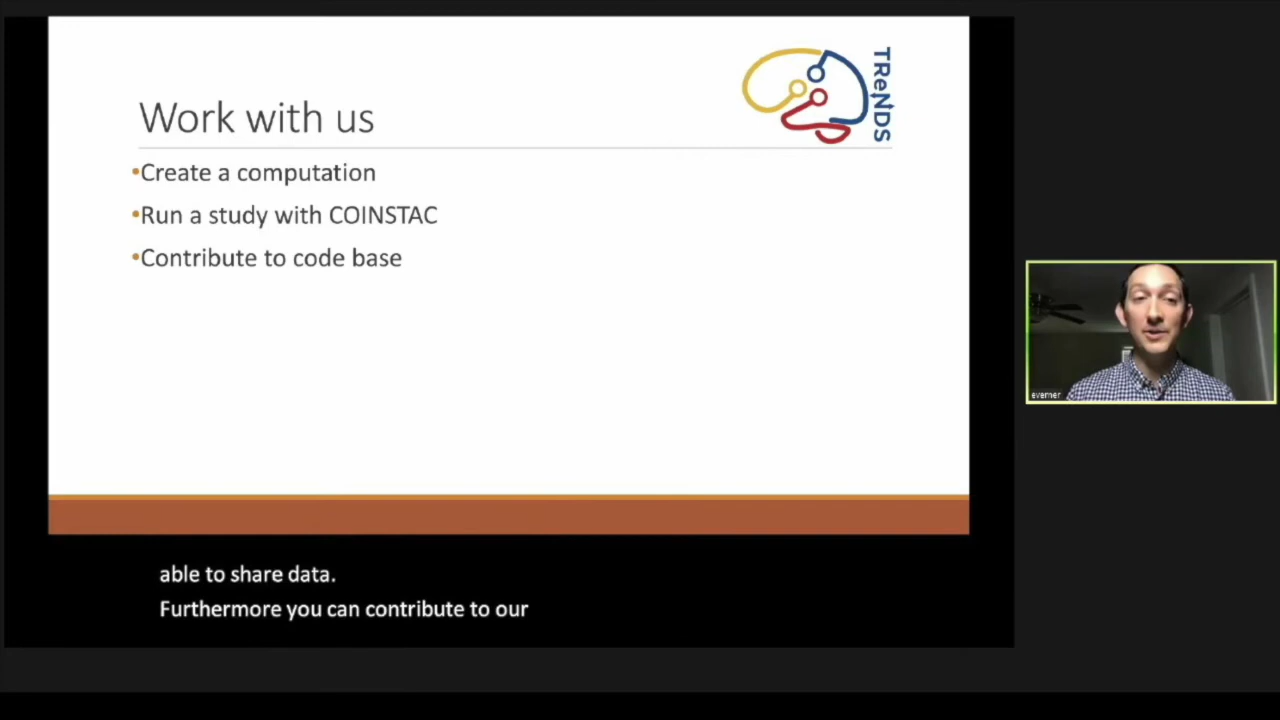 TReNDS
Work with us
•Create a computation
•Run a study with COINSTAC
•Contribute to code base
everner
able to share data.
Furthermore you can contribute to our